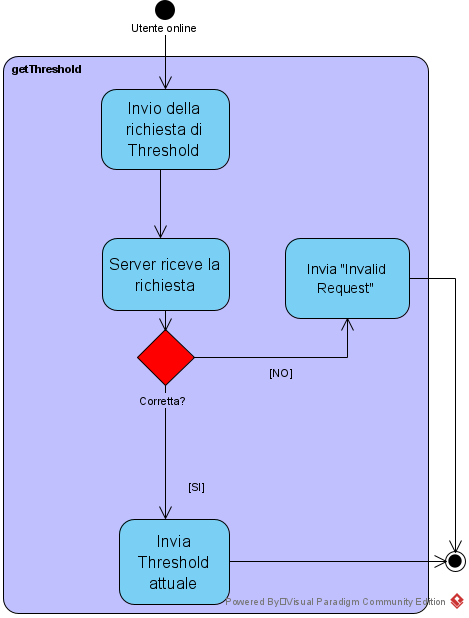 Utente online
getThreshold
Invio della
richiesta di
Threshold
Server riceve la
richiesta
Invia "Invalid
Request"
Corretta?
[NO]
[SI]
Invia
Threshold
attuale
Powered By Visual Paradigm Community Edition